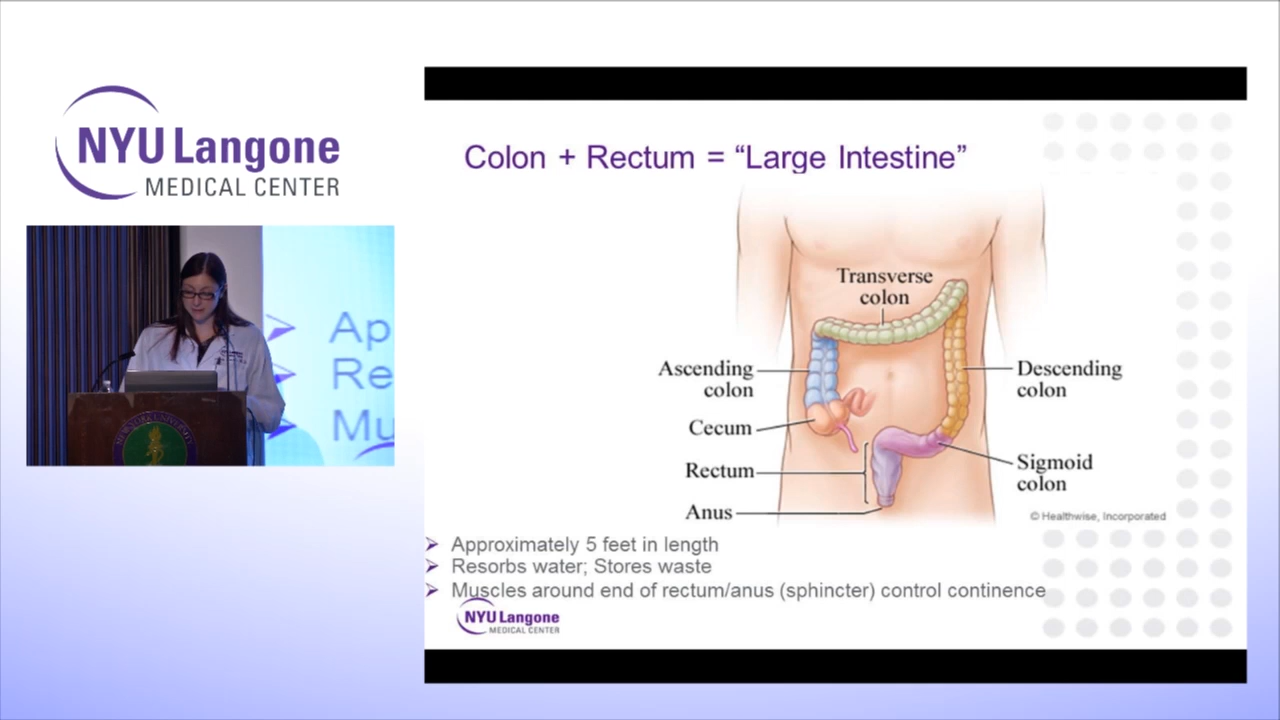 NYU Langone
MEDICAL CENTER
Ap
Re
Mu
Colon + Rectum = “Large Intestine”
Transverse
colon
Ascending
colon
Descending
colon
Cecum
Rectum
Sigmoid
colon
Anus
© Healthwise, Incorporated
➢ Approximately 5 feet in length
➢ Resorbs water; Stores waste
➢ Muscles around end of rectum/anus (sphincter) control continence
NYU Langone
MEDICAL CENTER